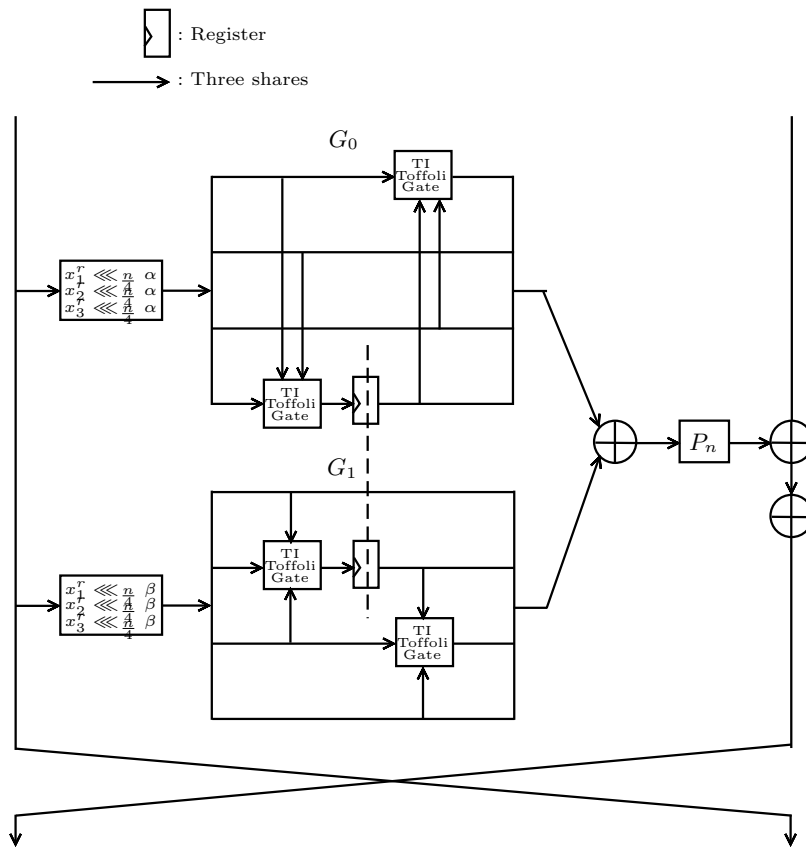 : Register
: Three shares
G₀
TI
Toffoli
Gate
x₁ʳ ⋘ n/4 α
x₂ʳ ⋘ n/4 α
x₃ʳ ⋘ n/4 α
TI
Toffoli
Gate
Pₙ
G₁
TI
Toffoli
Gate
x₁ʳ ⋘ n/4 β
x₂ʳ ⋘ n/4 β
x₃ʳ ⋘ n/4 β
TI
Toffoli
Gate